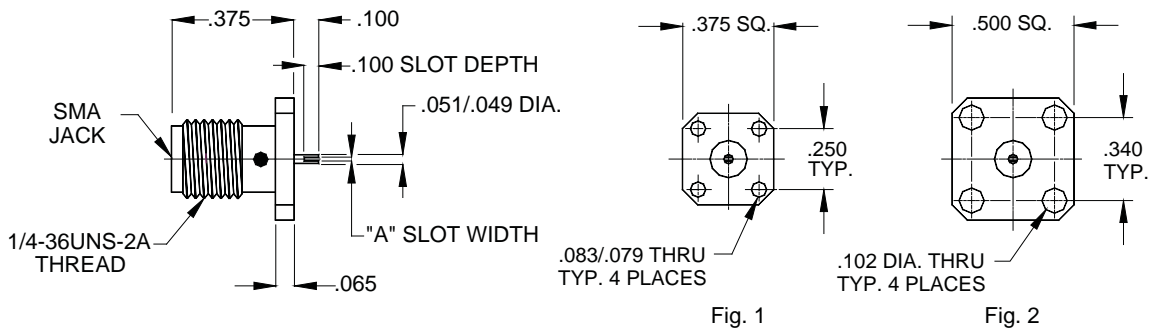 .375
.100
.100 SLOT DEPTH
.051/.049 DIA.
SMA
JACK
"A" SLOT WIDTH
1/4-36UNS-2A
THREAD
.065
.375 SQ.
.250
TYP.
.083/.079 THRU
TYP. 4 PLACES
Fig. 1
.500 SQ.
.340
TYP.
.102 DIA. THRU
TYP. 4 PLACES
Fig. 2